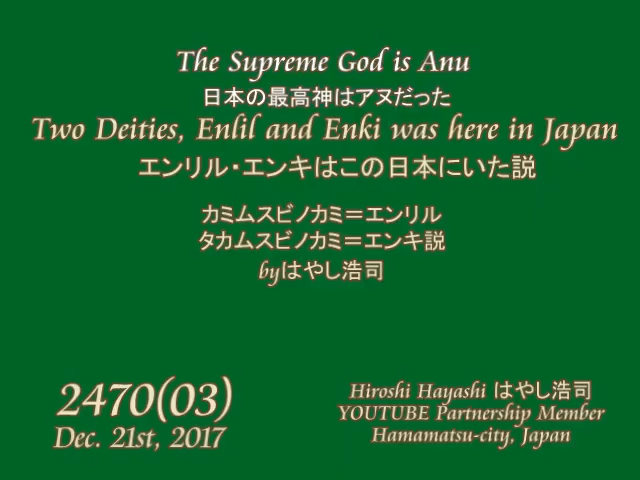 The Supreme God is Anu
日本の最高神はアヌだった
Two Deities, Enlil and Enki was here in Japan
エンリル・エンキはこの日本にいた説
カミムスビノカミ＝エンリル
タカムスビノカミ＝エンキ説
byはやし浩司
2470(03)
Dec. 21st, 2017
Hiroshi Hayashi はやし浩司
YOUTUBE Partnership Member
Hamamatsu-city, Japan